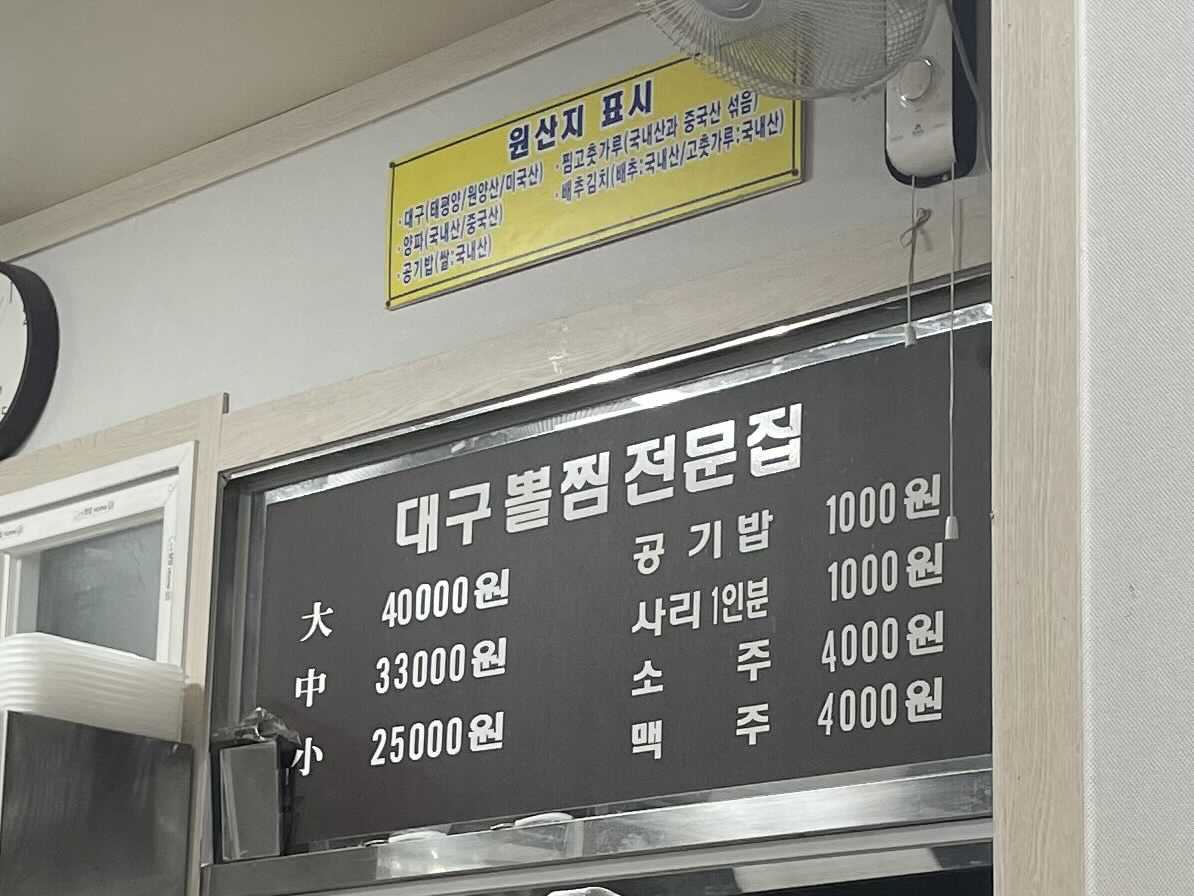 원산지 표시
·대구(태평양/원양산/미국산)
·양파(국내산/중국산)
·공기밥(쌀:국내산)
·찜고춧가루(국내산과 중국산 섞음)
·배추김치(배추:국내산/고춧가루:국내산)
대구뽈찜전문집
大 40000원
中 33000원
小 25000원
공기밥 1000원
사리1인분 1000원
소주 4000원
맥주 4000원